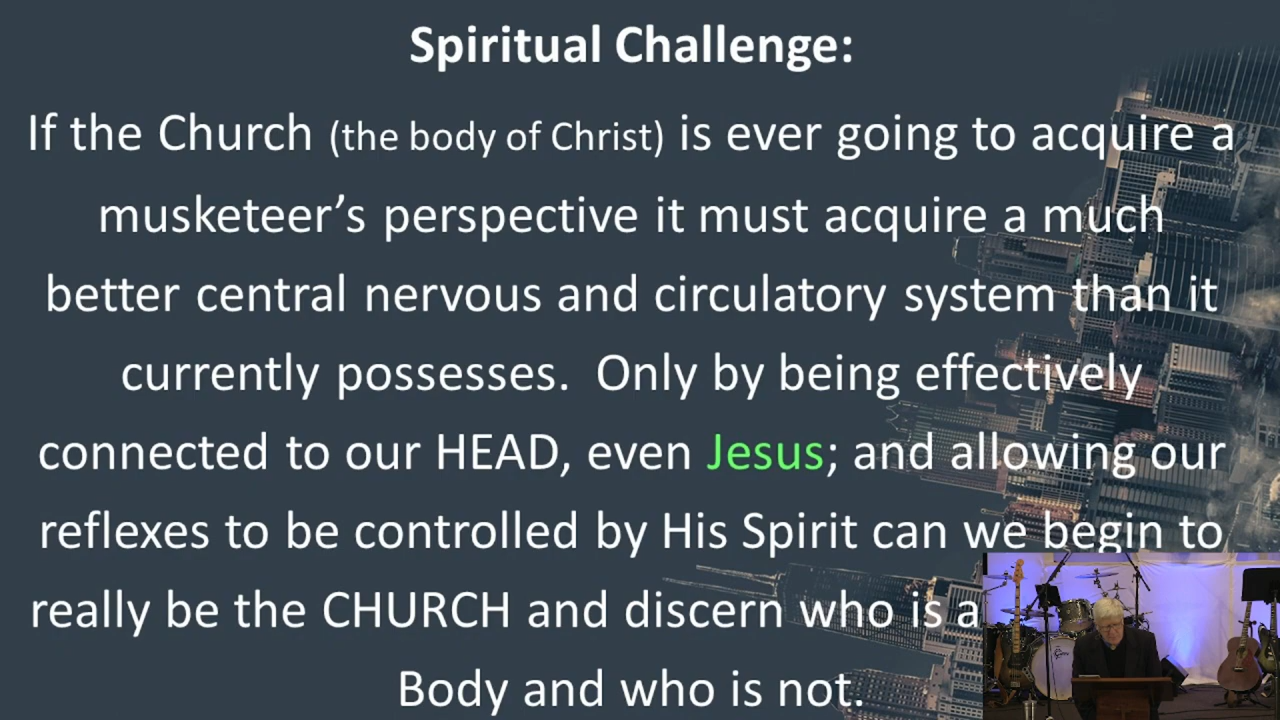 Spiritual Challenge:
If the Church (the body of Christ) is ever going to acquire a
musketeer’s perspective it must acquire a much
better central nervous and circulatory system than it
currently possesses.  Only by being effectively
connected to our HEAD, even Jesus; and allowing our
reflexes to be controlled by His Spirit can we begin to
really be the CHURCH and discern who is a
Body and who is not.